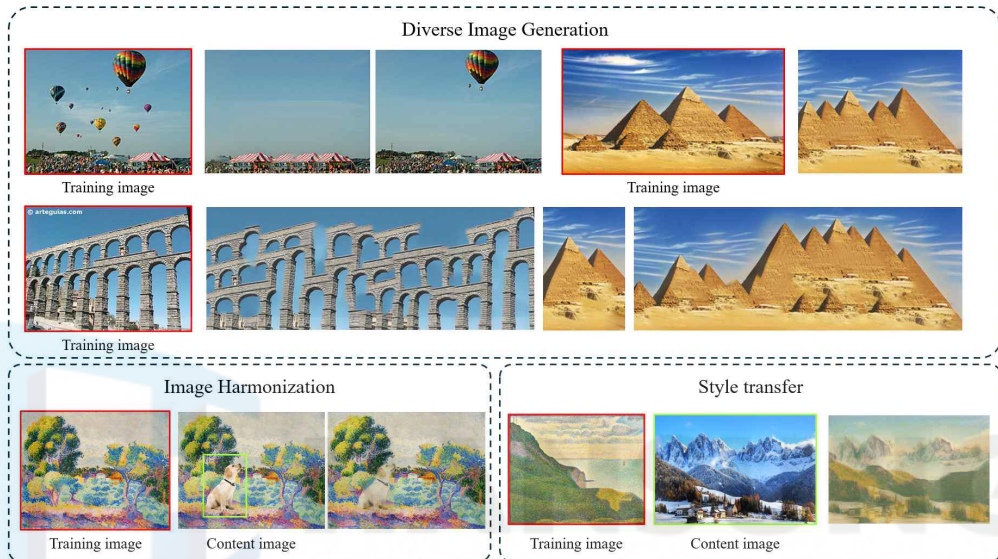 Diverse Image Generation
Training image
Training image
© arteguias.com
Training image
Image Harmonization
Style transfer
Training image
Content image
Training image
Content image